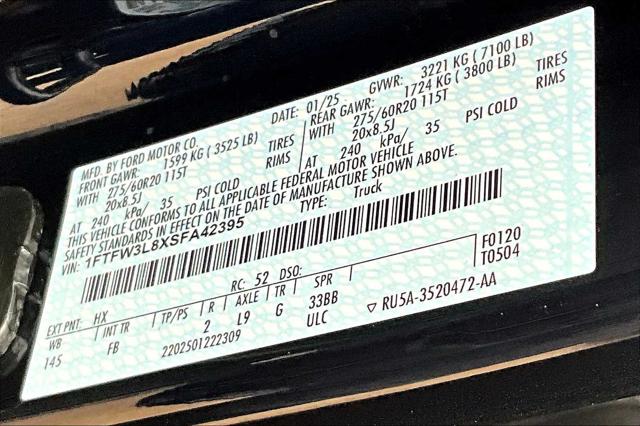 MFD. BY FORD MOTOR CO.
DATE: 01/25 GVWR: 3221 KG ( 7100 LB)
FRONT GAWR: 1599 KG ( 3525 LB) REAR GAWR: 1724 KG ( 3800 LB)
WITH 275/60R20 115T TIRES WITH 275/60R20 115T TIRES
20x8.5J RIMS 20x8.5J RIMS
AT 240 kPa/ 35 PSI COLD AT 240 kPa/ 35 PSI COLD
THIS VEHICLE CONFORMS TO ALL APPLICABLE FEDERAL MOTOR VEHICLE
SAFETY STANDARDS IN EFFECT ON THE DATE OF MANUFACTURE SHOWN ABOVE.
VIN: 1FTFW3L8XSFA42395 TYPE: Truck
F0120
T0504
EXT PNT: HX RC: 52 DSO:
WB INT TR TP/PS R AXLE TR SPR
145 FB 2 L9 G 33BB
2202501222309 ULC ▽ RU5A-3520472-AA